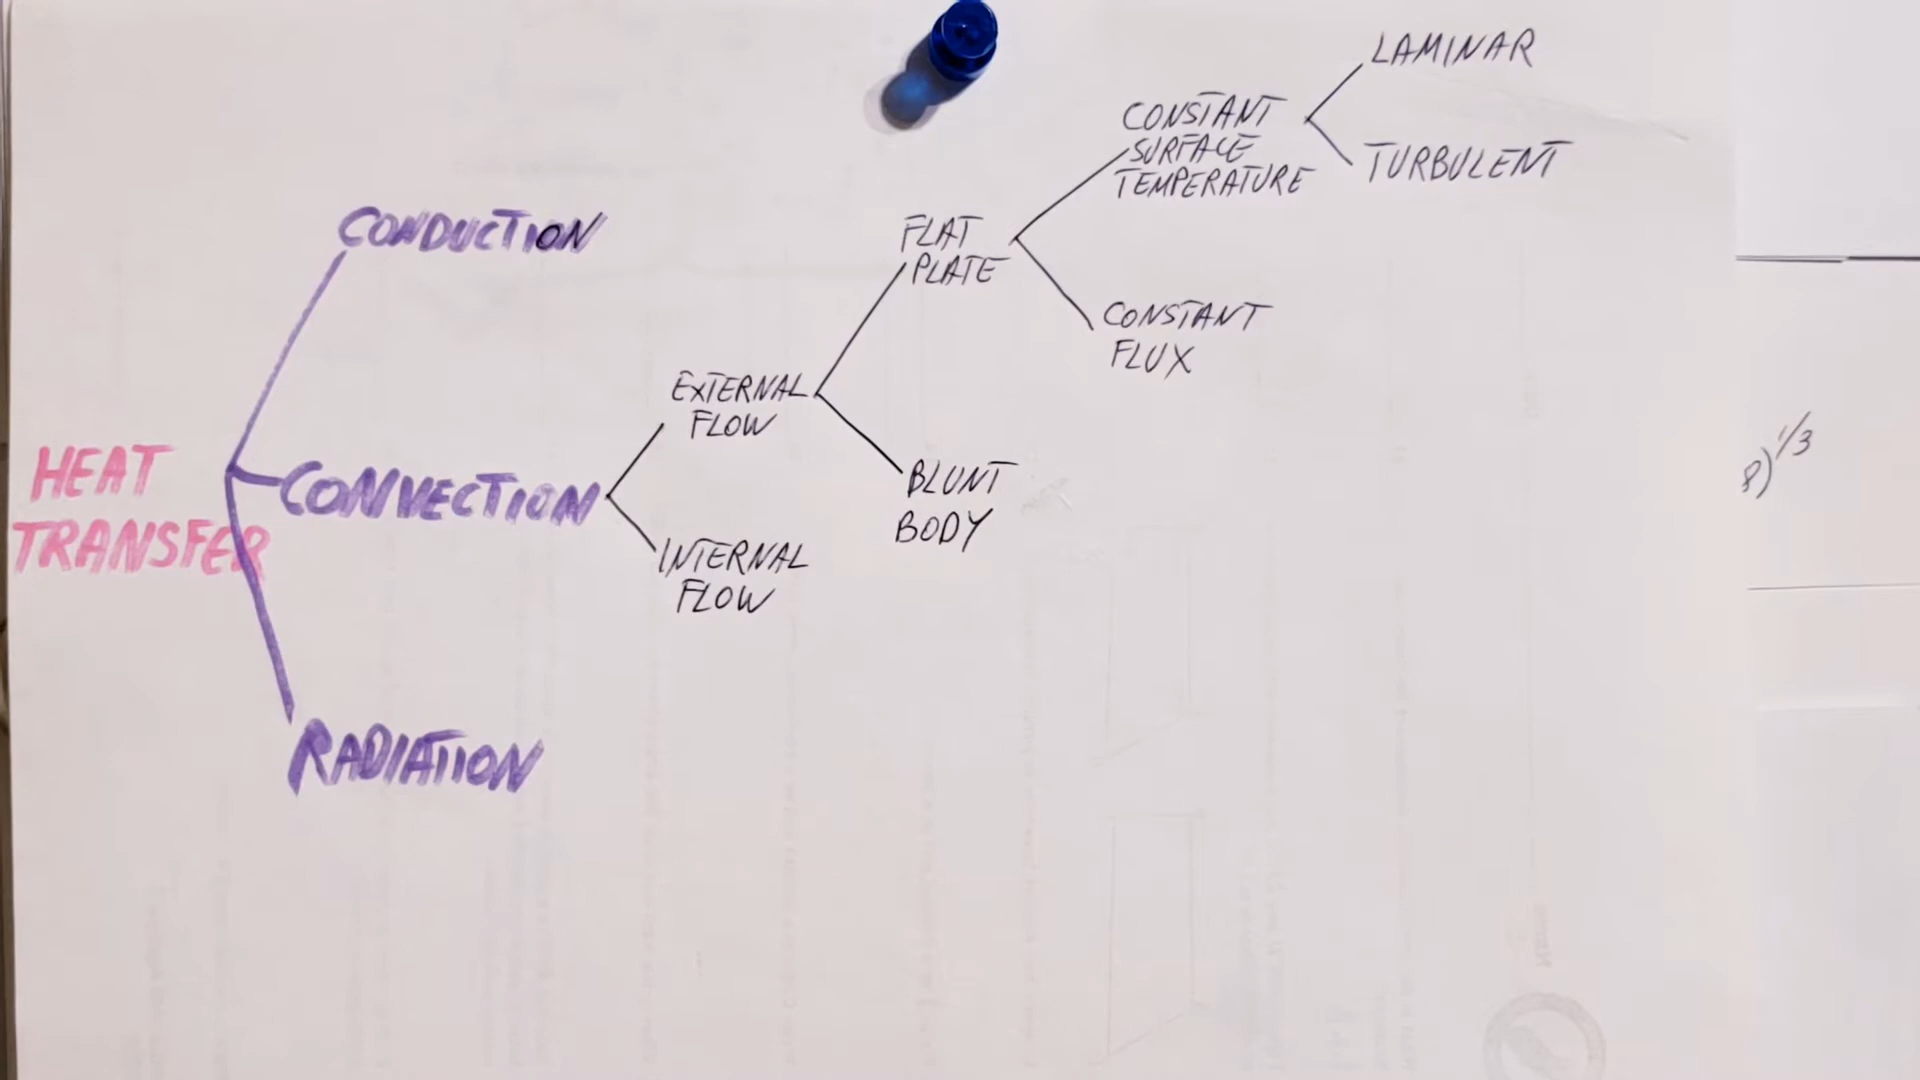 HEAT
TRANSFER
CONDUCTION
CONVECTION
RADIATION
EXTERNAL
FLOW
INTERNAL
FLOW
FLAT
PLATE
BLUNT
BODY
CONSTANT
SURFACE
TEMPERATURE
CONSTANT
FLUX
LAMINAR
TURBULENT
8)^1/3